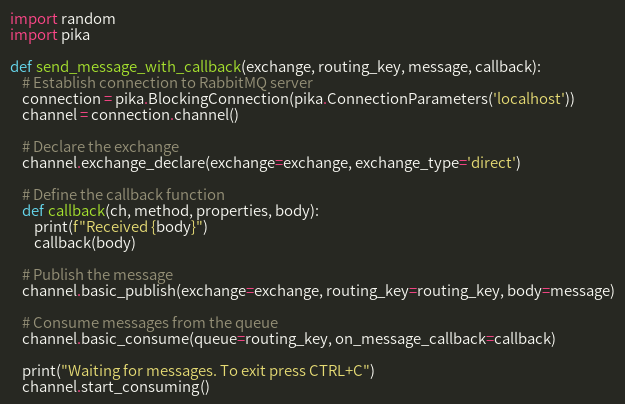 import random
import pika
def send_message_with_callback(exchange, routing_key, message, callback):
# Establish connection to RabbitMQ server
connection = pika.BlockingConnection(pika.ConnectionParameters('localhost'))
channel = connection.channel()
# Declare the exchange
channel.exchange_declare(exchange=exchange, exchange_type='direct')
# Define the callback function
def callback(ch, method, properties, body):
print(f"Received {body}")
callback(body)
# Publish the message
channel.basic_publish(exchange=exchange, routing_key=routing_key, body=message)
# Consume messages from the queue
channel.basic_consume(queue=routing_key, on_message_callback=callback)
print("Waiting for messages. To exit press CTRL+C")
channel.start_consuming()